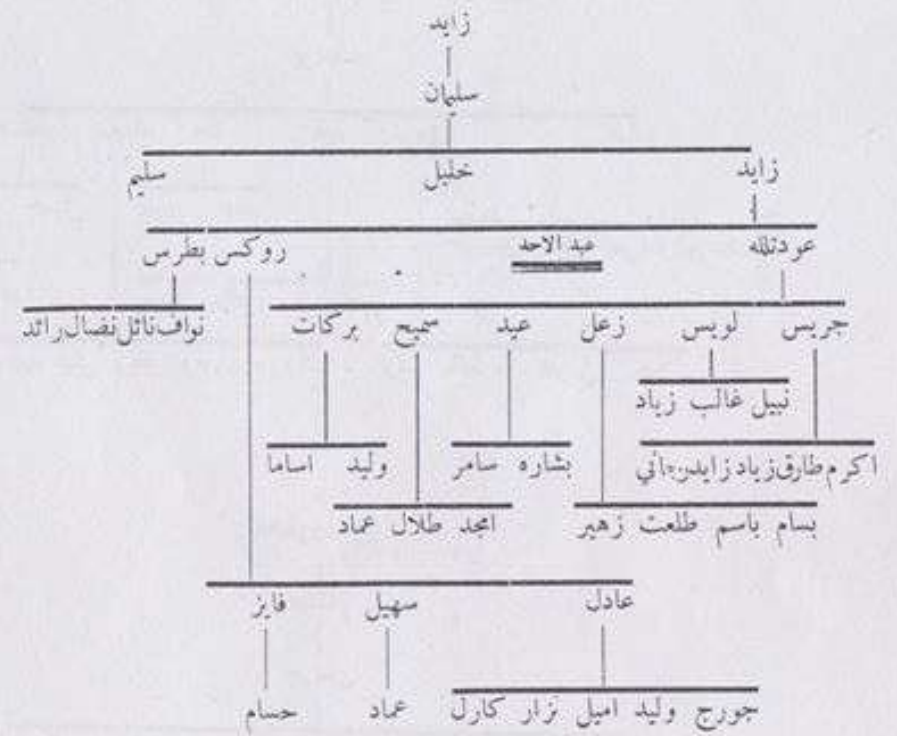 زايد
سليمان
زايد خليل سليم
عودتلله عبد الاحد روكس بطرس
جريس لويس زعل عيد سميح بركات
نواف نائل نضال رائد
نبيل غالب زياد
اكرم طارق زياد زايد
بشاره سامر
وليد اساما
بسام باسم طلعت زهير
امجد طلال عماد
عادل سهيل فايز
جورج وليد اميل نزار كارل
عماد
حسام